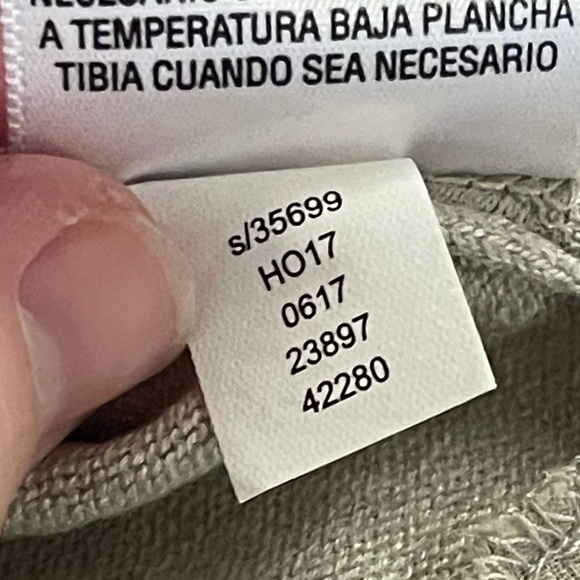 A TEMPERATURA BAJA PLANCHA
TIBIA CUANDO SEA NECESARIO
s/35699
HO17
0617
23897
42280